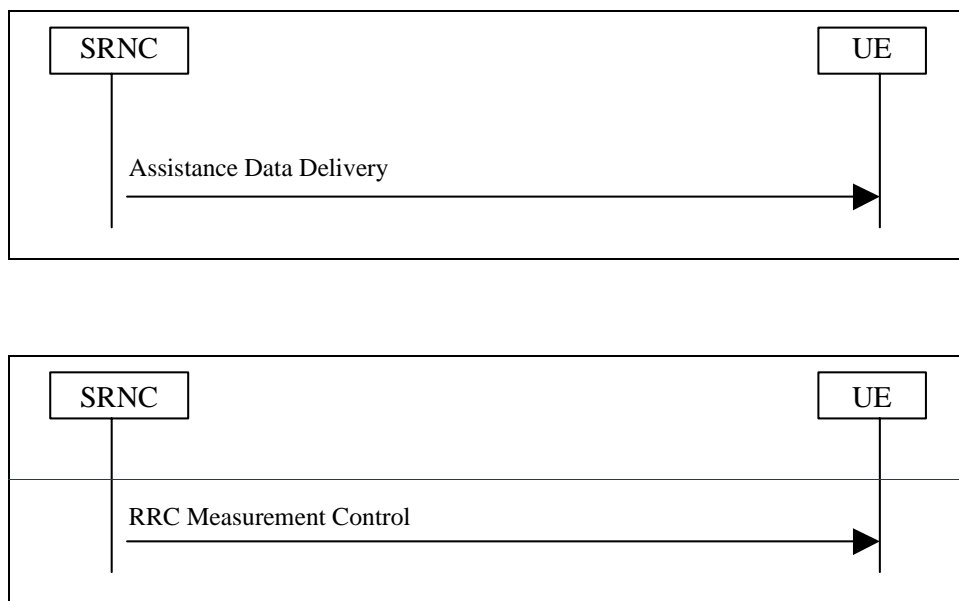 SRNC
UE
Assistance Data Delivery
SRNC
UE
RRC Measurement Control